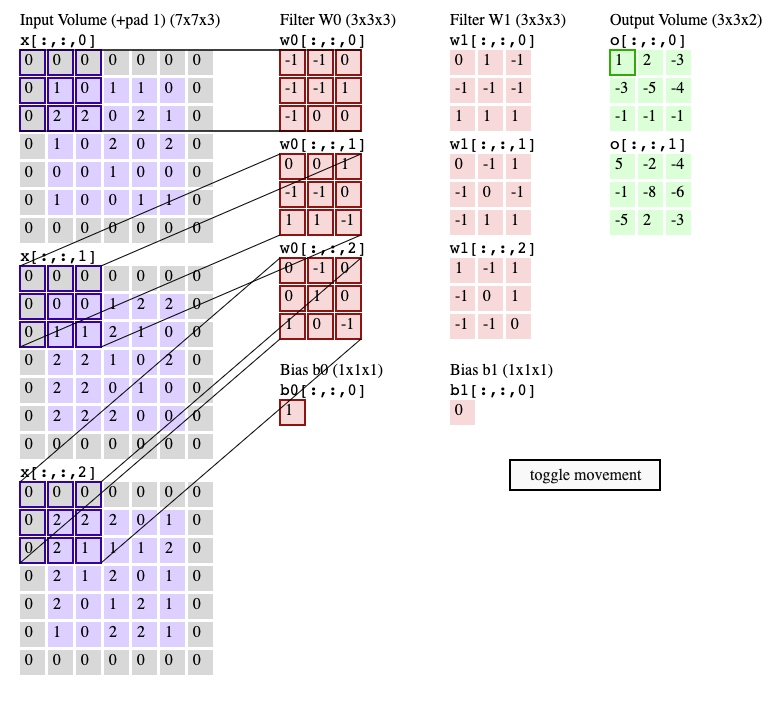 Input Volume (+pad 1) (7x7x3)
x[:,:,0]
0 0 0 0 0 0 0
0 1 0 1 1 0 0
0 2 2 0 2 1 0
0 1 0 2 0 2 0
0 0 0 1 0 0 0
0 1 0 0 1 1 0
0 0 0 0 0 0 0
x[:,:,1]
0 0 0 0 0 0 0
0 0 0 1 2 2 0
0 1 1 2 1 0 0
0 2 2 1 0 2 0
0 2 2 0 1 0 0
0 2 2 2 0 0 0
0 0 0 0 0 0 0
x[:,:,2]
0 0 0 0 0 0 0
0 2 2 2 0 1 0
0 2 1 1 1 2 0
0 2 1 2 0 1 0
0 2 0 1 2 1 0
0 1 0 2 2 1 0
0 0 0 0 0 0 0
Filter W0 (3x3x3)
w0[:,:,0]
-1 -1 0
-1 -1 1
-1 0 0
w0[:,:,1]
0 0 1
-1 -1 0
1 1 -1
w0[:,:,2]
0 -1 0
0 1 0
1 0 -1
Bias b0 (1x1x1)
b0[:,:,0]
1
Filter W1 (3x3x3)
w1[:,:,0]
0 1 -1
-1 -1 -1
1 1 1
w1[:,:,1]
0 -1 1
-1 0 -1
-1 1 1
w1[:,:,2]
1 -1 1
-1 0 1
-1 -1 0
Bias b1 (1x1x1)
b1[:,:,0]
0
Output Volume (3x3x2)
o[:,:,0]
1 2 -3
-3 -5 -4
-1 -1 -1
o[:,:,1]
5 -2 -4
-1 -8 -6
-5 2 -3
toggle movement